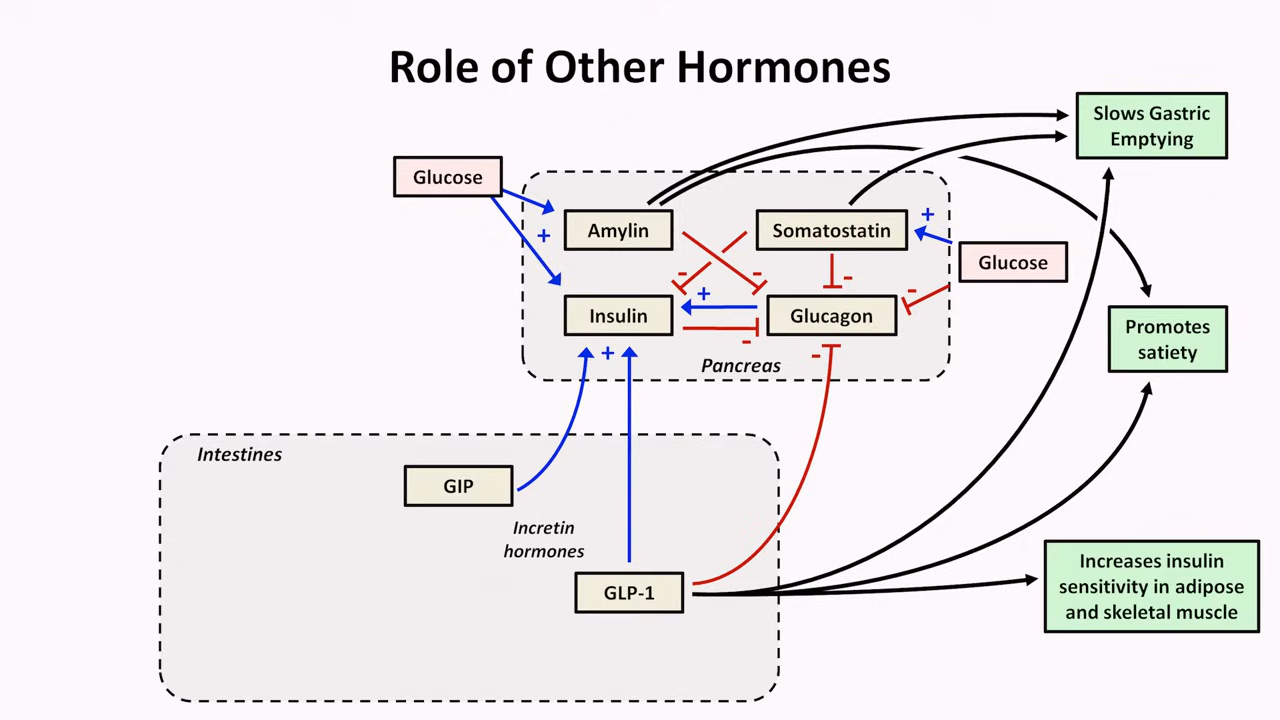 Role of Other Hormones
Slows Gastric
Emptying
Glucose
+
+
Amylin
Somatostatin
Glucose
-
-
-
-
+
Insulin
Glucagon
-
-
+
Pancreas
Promotes
satiety
Intestines
GIP
Incretin
hormones
GLP-1
Increases insulin
sensitivity in adipose
and skeletal muscle